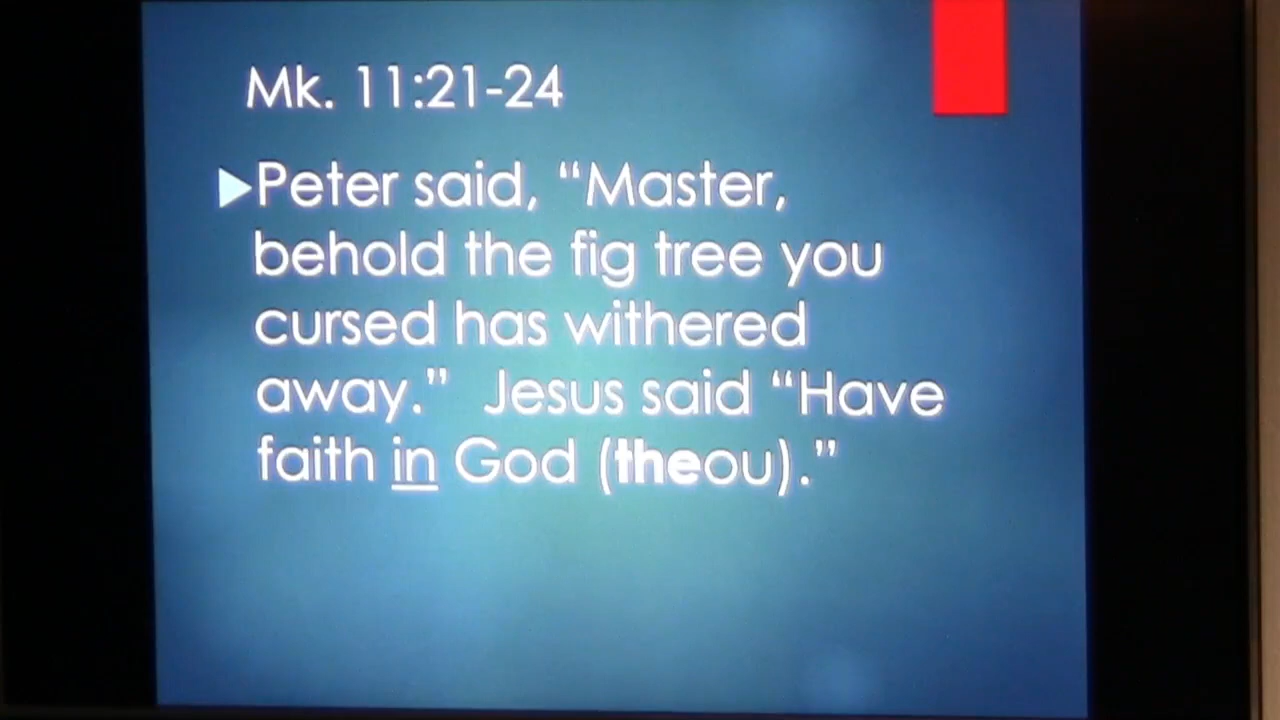 Mk. 11:21-24
Peter said, “Master,
behold the fig tree you
cursed has withered
away.”  Jesus said “Have
faith in God (theou).”